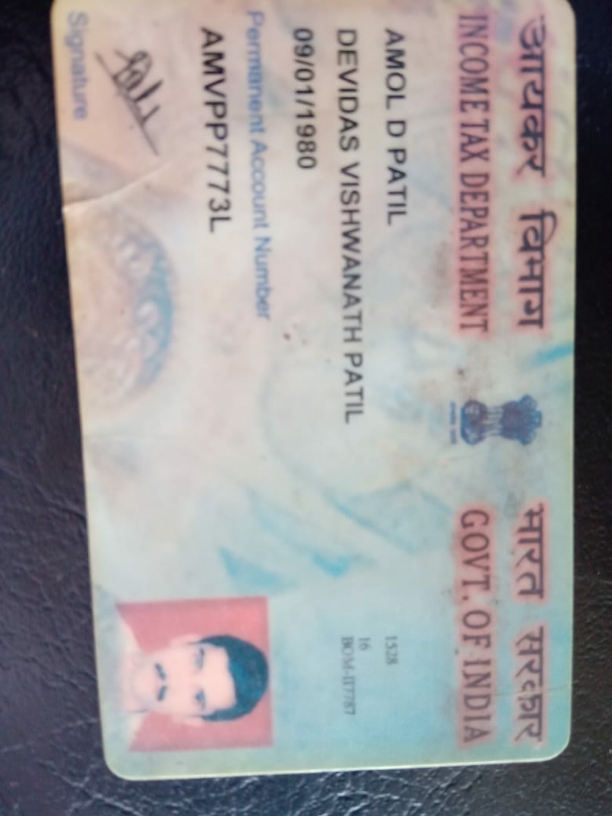 आयकर विभाग
INCOME TAX DEPARTMENT
भारत सरकार
GOVT. OF INDIA
AMOL D PATIL
DEVIDAS VISHWANATH PATIL
09/01/1980
Permanent Account Number
AMVPP7773L
Signature
1528
16